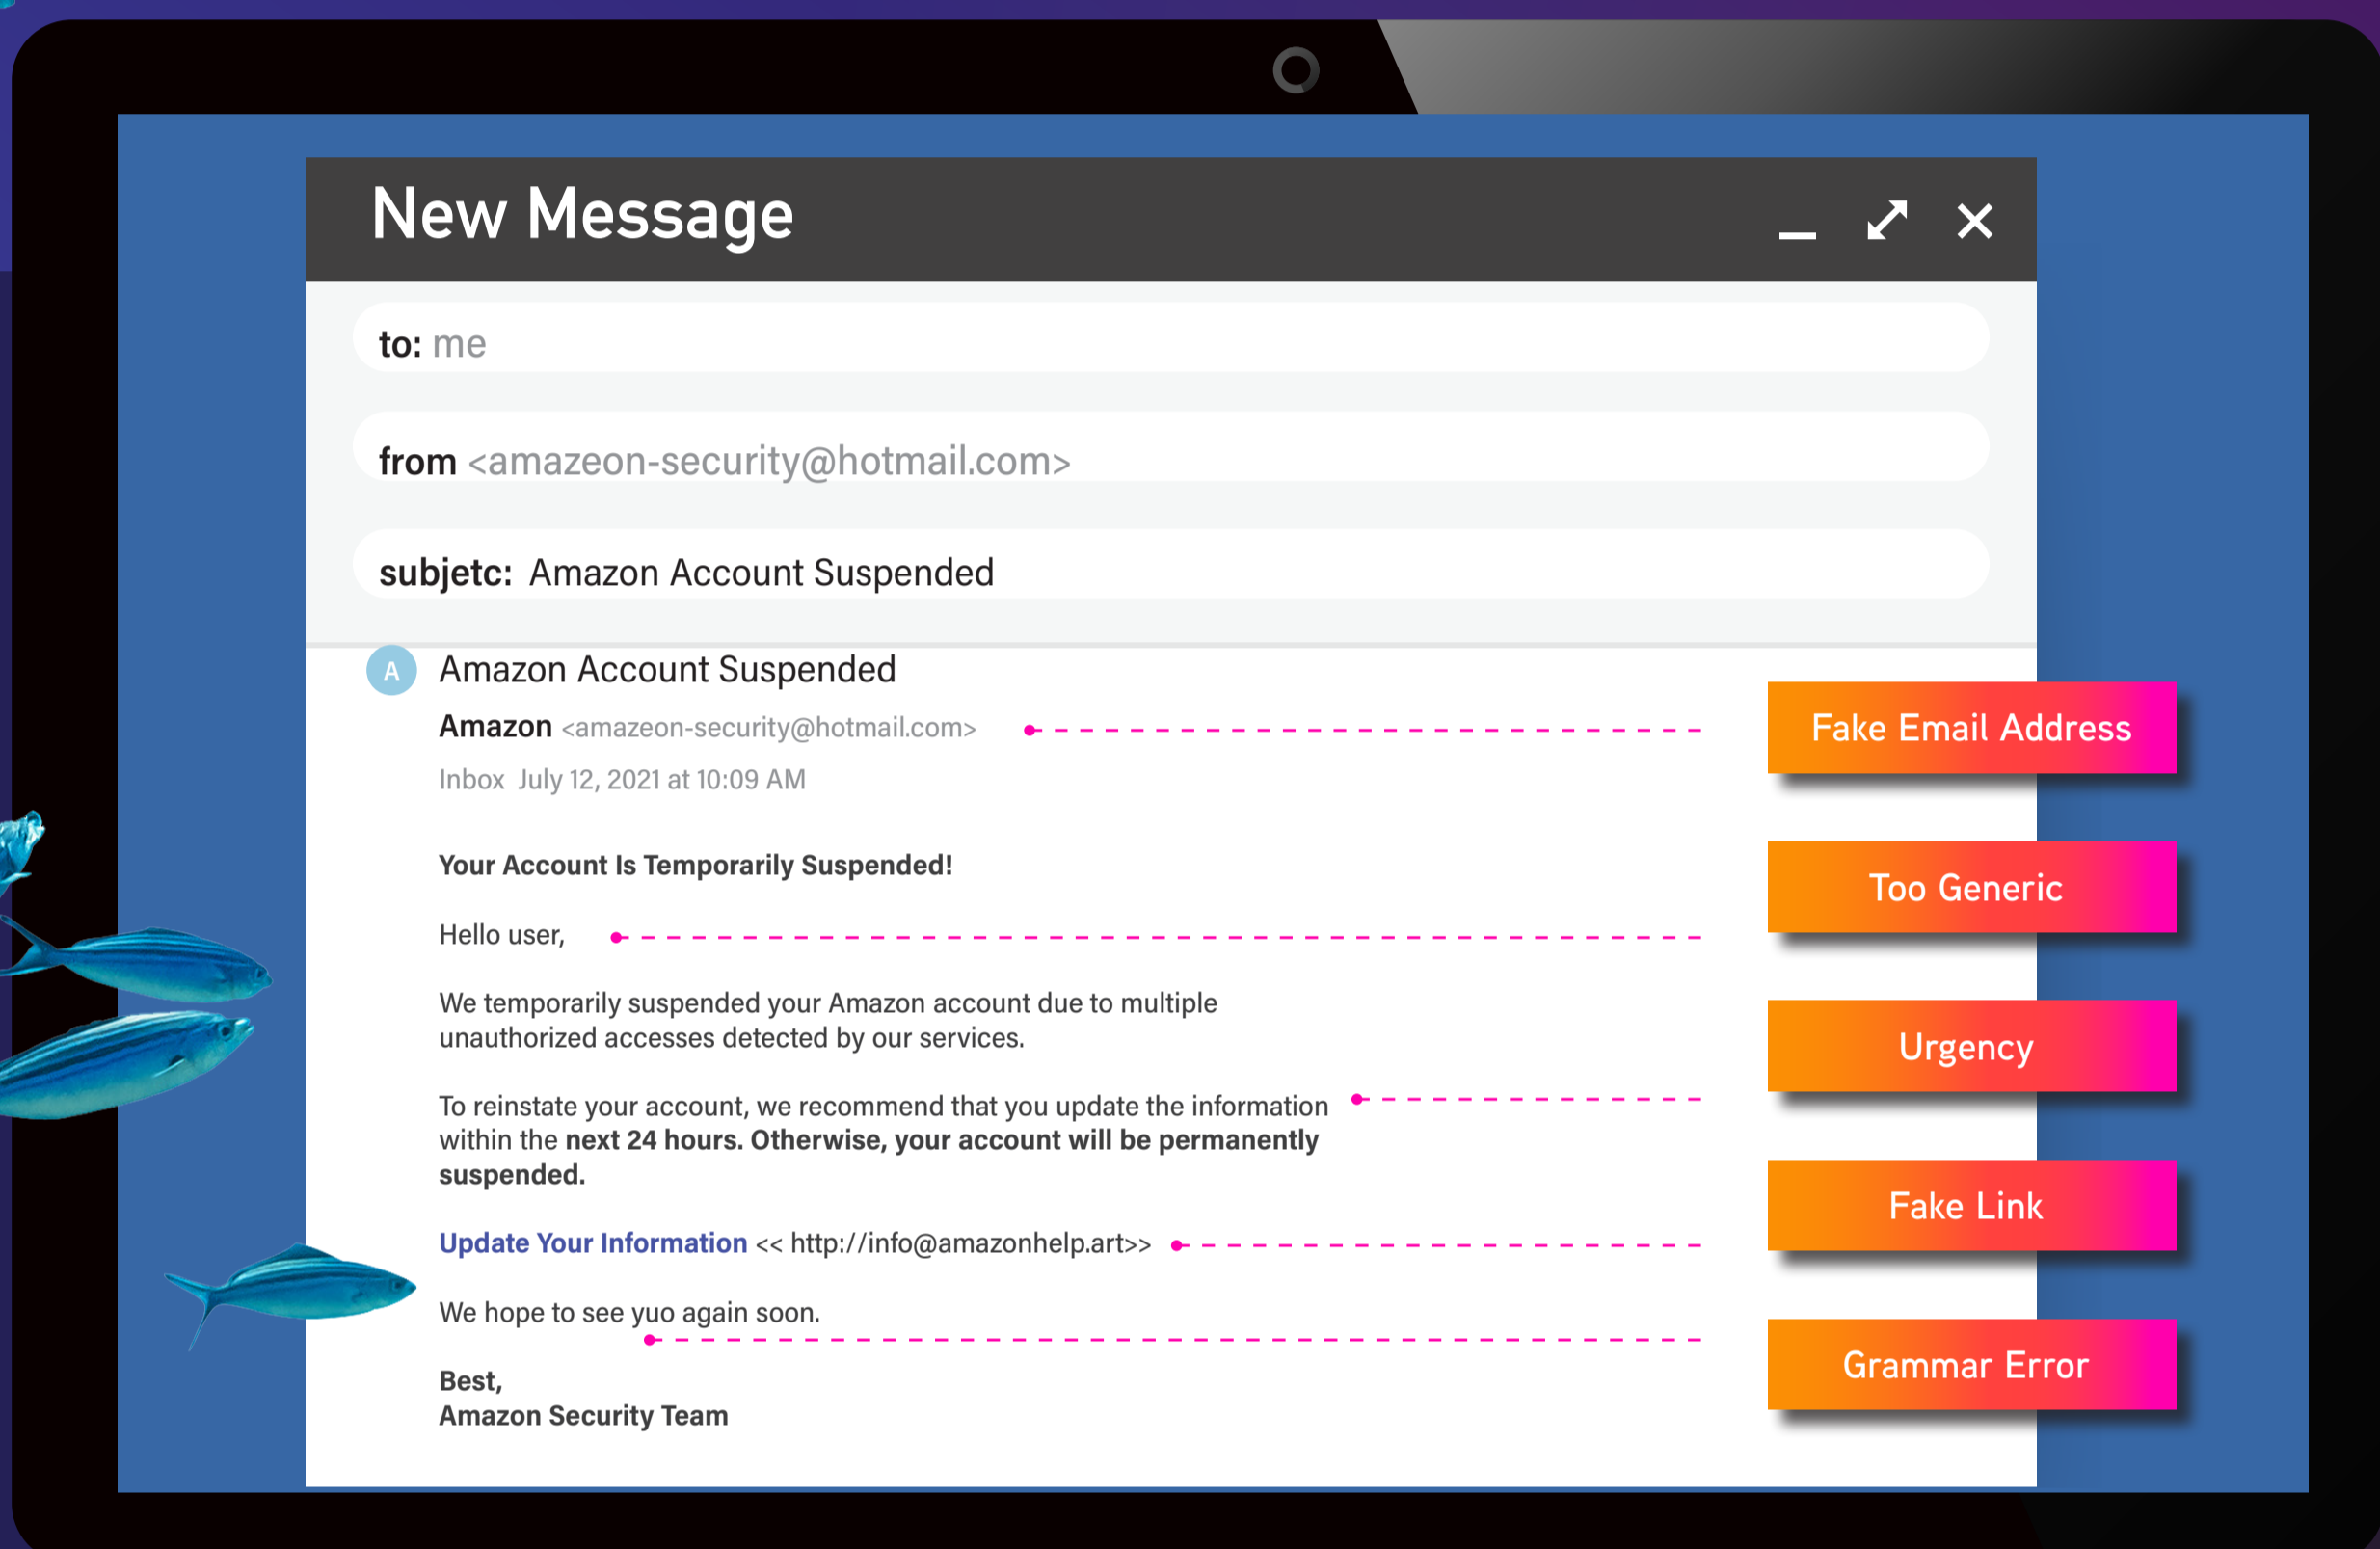 New Message
to: me
from <amazeon-security@hotmail.com>
subjetc: Amazon Account Suspended
A Amazon Account Suspended
Amazon <amazeon-security@hotmail.com>
Fake Email Address
Inbox July 12, 2021 at 10:09 AM
Your Account Is Temporarily Suspended!
Too Generic
Hello user,
We temporarily suspended your Amazon account due to multiple
unauthorized accesses detected by our services.
Urgency
To reinstate your account, we recommend that you update the information
within the next 24 hours. Otherwise, your account will be permanently
suspended.
Fake Link
Update Your Information << http://info@amazonhelp.art>>
We hope to see yuo again soon.
Grammar Error
Best,
Amazon Security Team